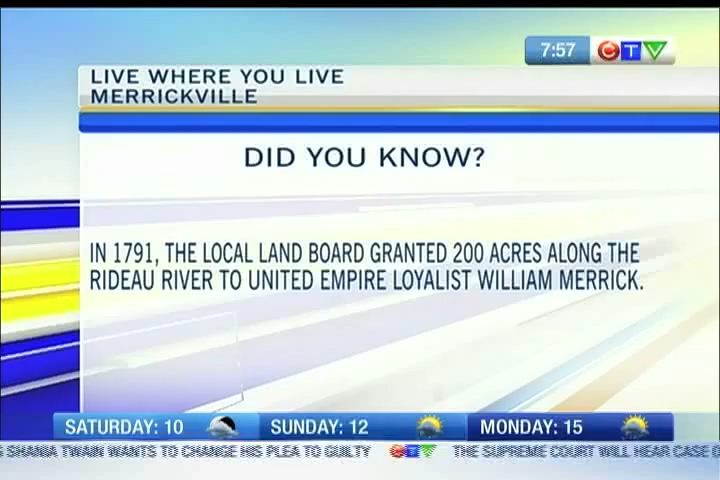 7:57 CTV
LIVE WHERE YOU LIVE
MERRICKVILLE
DID YOU KNOW?
IN 1791, THE LOCAL LAND BOARD GRANTED 200 ACRES ALONG THE
RIDEAU RIVER TO UNITED EMPIRE LOYALIST WILLIAM MERRICK.
SATURDAY: 10 SUNDAY: 12 MONDAY: 15
G SHANIA TWAIN WANTS TO CHANGE HIS PLEA TO GUILTY CTV THE SUPREME COURT WILL HEAR CASE